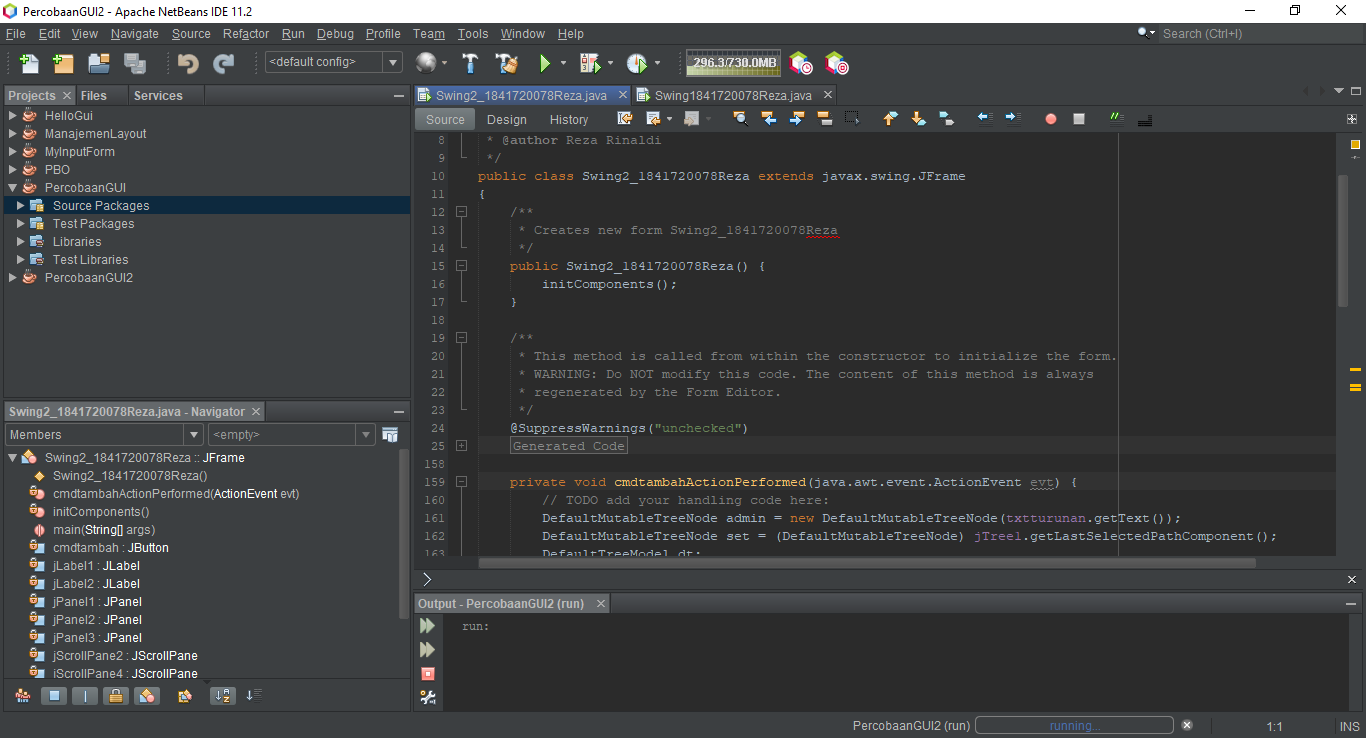 PercobaanGUI2 - Apache NetBeans IDE 11.2
File Edit View Navigate Source Refactor Run Debug Profile Team Tools Window Help
Search (Ctrl+I)
<default config>
296.3/730.0MB
Projects Files Services
HelloGui
ManajemenLayout
MyInputForm
PBO
PercobaanGUI
Source Packages
Test Packages
Libraries
Test Libraries
PercobaanGUI2
Swing2_1841720078Reza.java - Navigator
Members <empty>
Swing2_1841720078Reza :: JFrame
Swing2_1841720078Reza()
cmdtambahActionPerformed(ActionEvent evt)
initComponents()
main(String[] args)
cmdtambah : JButton
jLabel1 : JLabel
jLabel2 : JLabel
jPanel1 : JPanel
jPanel2 : JPanel
jPanel3 : JPanel
jScrollPane2 : JScrollPane
jScrollPane4 : JScrollPane
Swing2_1841720078Reza.java Swing1841720078Reza.java
Source Design History
8 * @author Reza Rinaldi
9 */
10 public class Swing2_1841720078Reza extends javax.swing.JFrame
11 {
12 /**
13 * Creates new form Swing2_1841720078Reza
14 */
15 public Swing2_1841720078Reza() {
16 initComponents();
17 }
18
19 /**
20 * This method is called from within the constructor to initialize the form.
21 * WARNING: Do NOT modify this code. The content of this method is always
22 * regenerated by the Form Editor.
23 */
24 @SuppressWarnings("unchecked")
25 Generated Code
158
159 private void cmdtambahActionPerformed(java.awt.event.ActionEvent evt) {
160 // TODO add your handling code here:
161 DefaultMutableTreeNode admin = new DefaultMutableTreeNode(txtturunan.getText());
162 DefaultMutableTreeNode set = (DefaultMutableTreeNode) jTree1.getLastSelectedPathComponent();
163 DefaultTreeModel dt;
Output - PercobaanGUI2 (run)
run:
PercobaanGUI2 (run) running... 1:1 INS